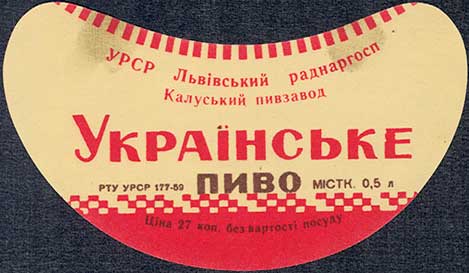 УРСР Львівський раднаргосп
Калуський пивзавод
УКРАЇНСЬКЕ
РТУ УРСР 177-59 ПИВО МІСТК. 0,5 л
Ціна 27 коп. без вартості посуду